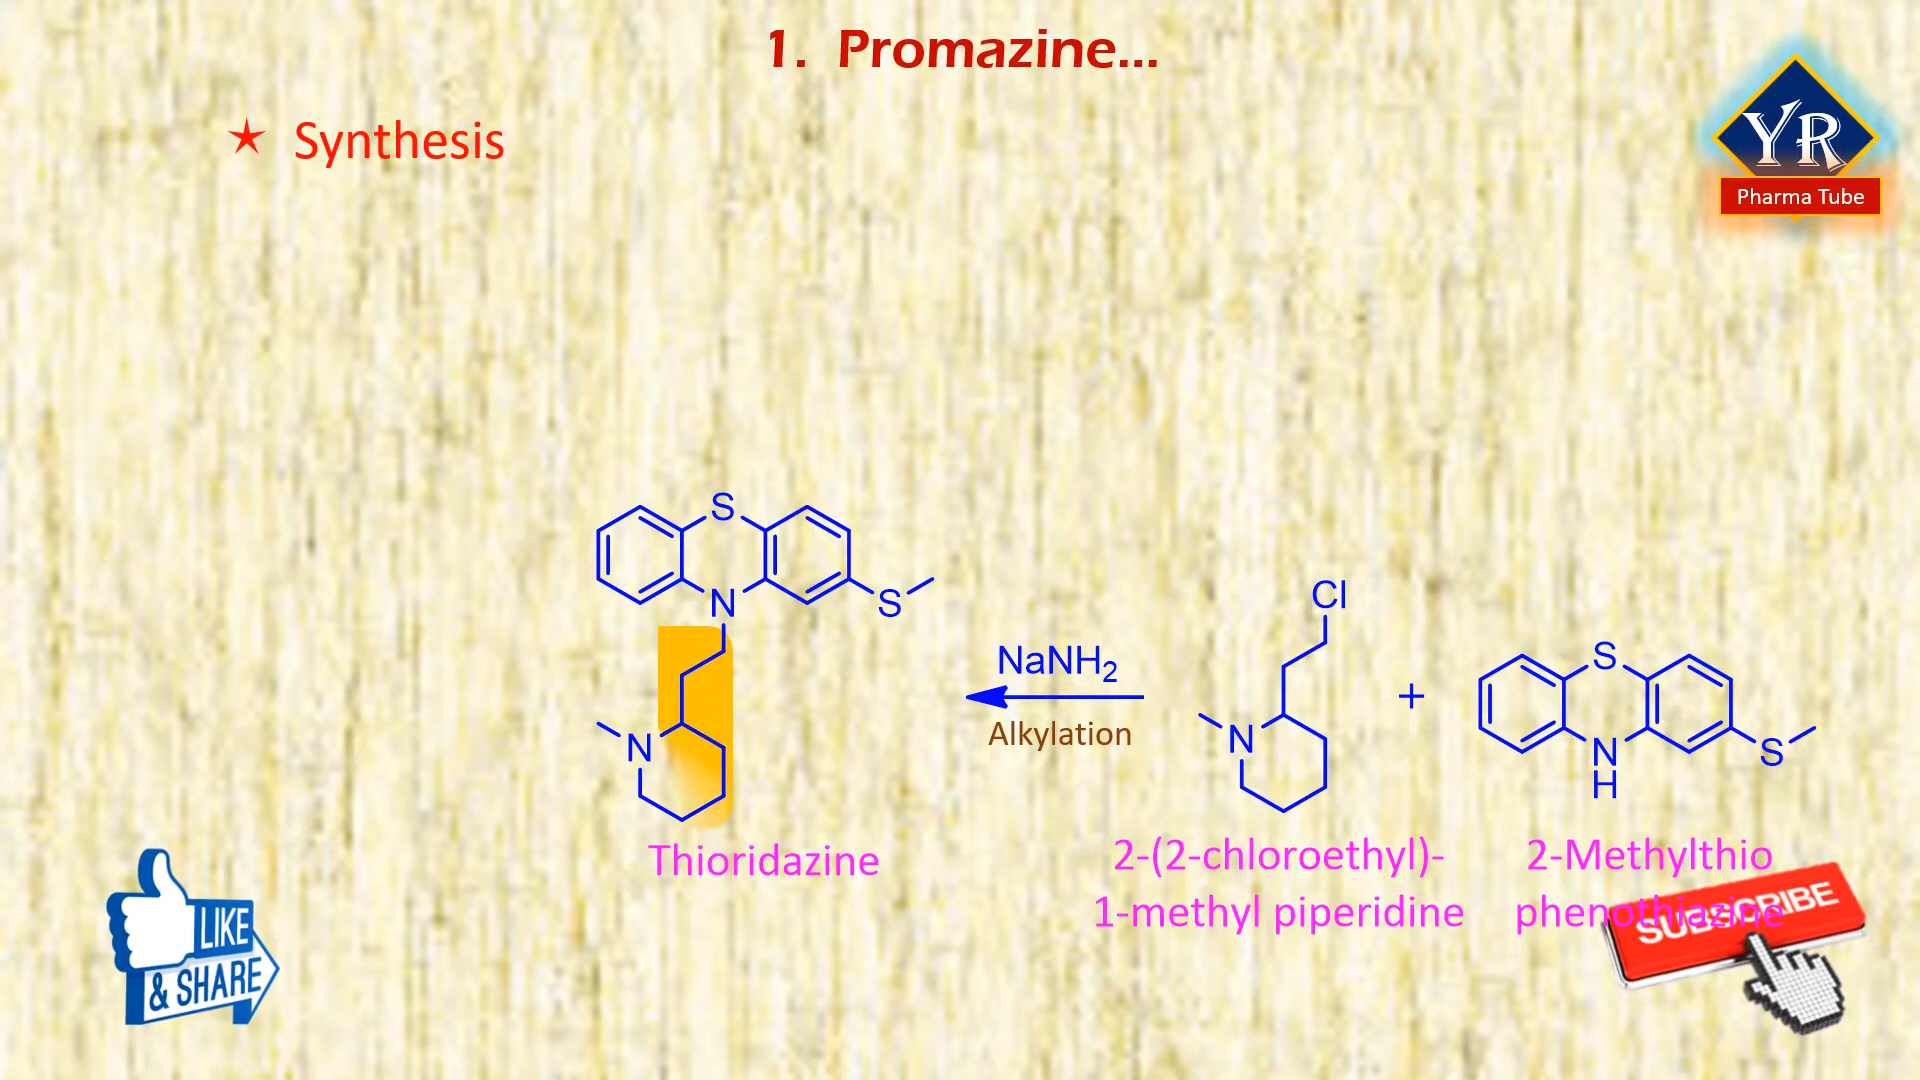 1. Promazine...
YR
Pharma Tube
★ Synthesis
S
N
S
N
Thioridazine
NaNH₂
Alkylation
Cl
N
2-(2-chloroethyl)-
1-methyl piperidine
+
S
N
H
S
2-Methylthio
phenothiazine
LIKE
& SHARE
SUBSCRIBE